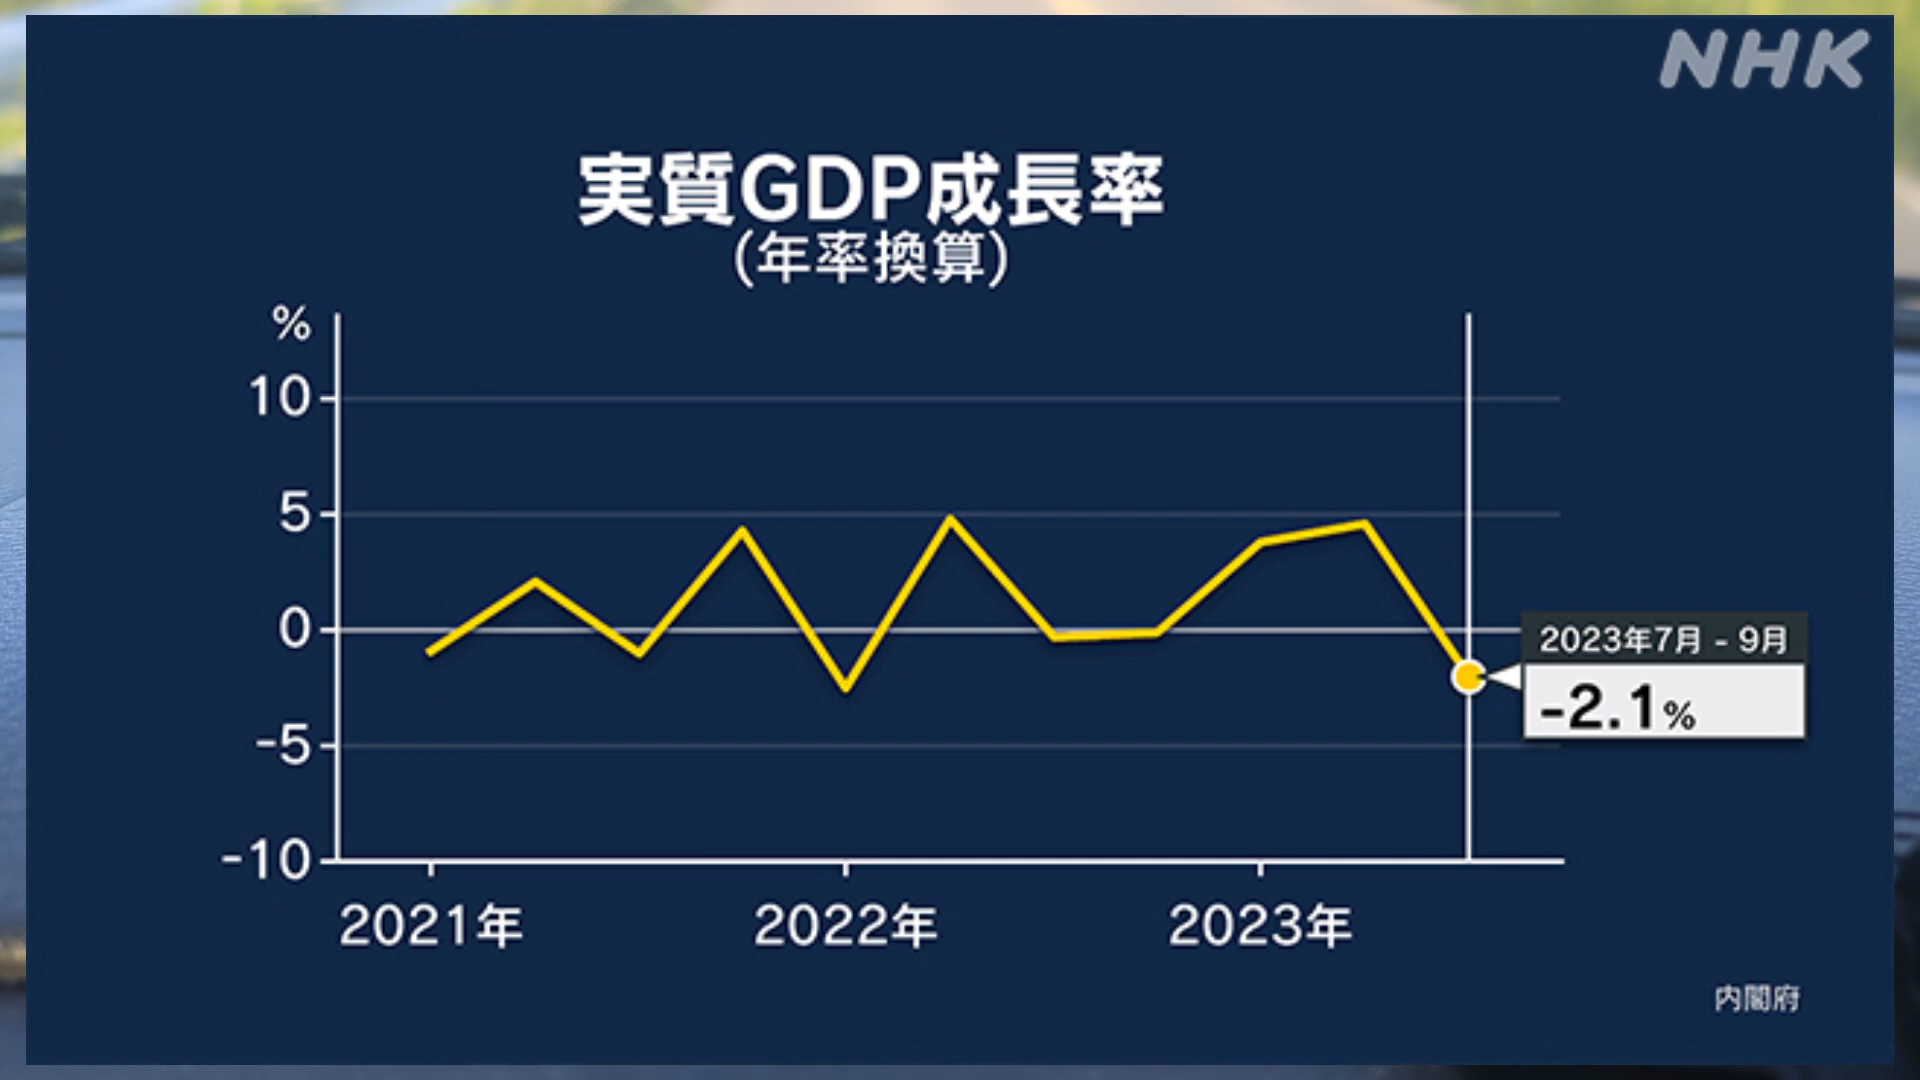 NHK
実質GDP成長率
(年率換算)
%
10
5
0
-5
-10
2021年
2022年
2023年
2023年7月 - 9月
-2.1%
内閣府